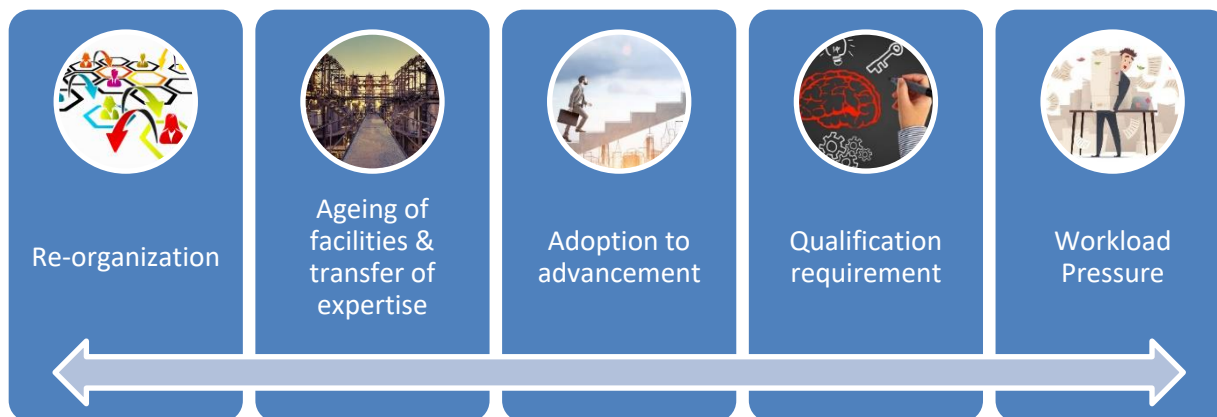 Re-organization
Ageing of
facilities &
transfer of
expertise
Adoption to
advancement
Qualification
requirement
Workload
Pressure